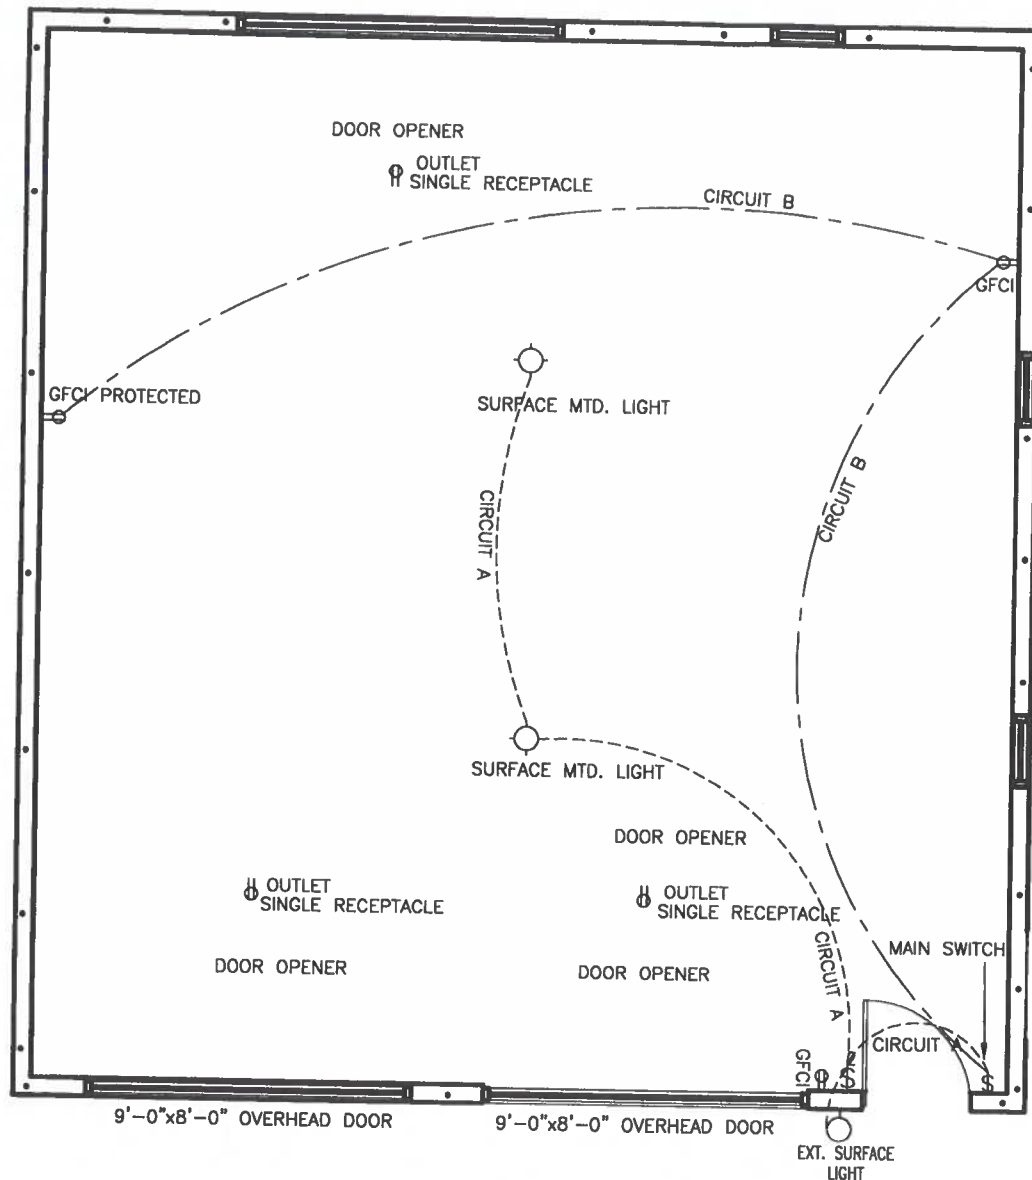 DOOR OPENER
OUTLET
SINGLE RECEPTACLE
CIRCUIT B
GFCI
GFCI PROTECTED
SURFACE MTD. LIGHT
CIRCUIT B
CIRCUIT A
SURFACE MTD. LIGHT
DOOR OPENER
OUTLET
SINGLE RECEPTACLE
OUTLET
SINGLE RECEPTACLE
DOOR OPENER
DOOR OPENER
CIRCUIT A
MAIN SWITCH
CIRCUIT A
GFCI
S
S
S
9'-0"x8'-0" OVERHEAD DOOR
9'-0"x8'-0" OVERHEAD DOOR
EXT. SURFACE
LIGHT